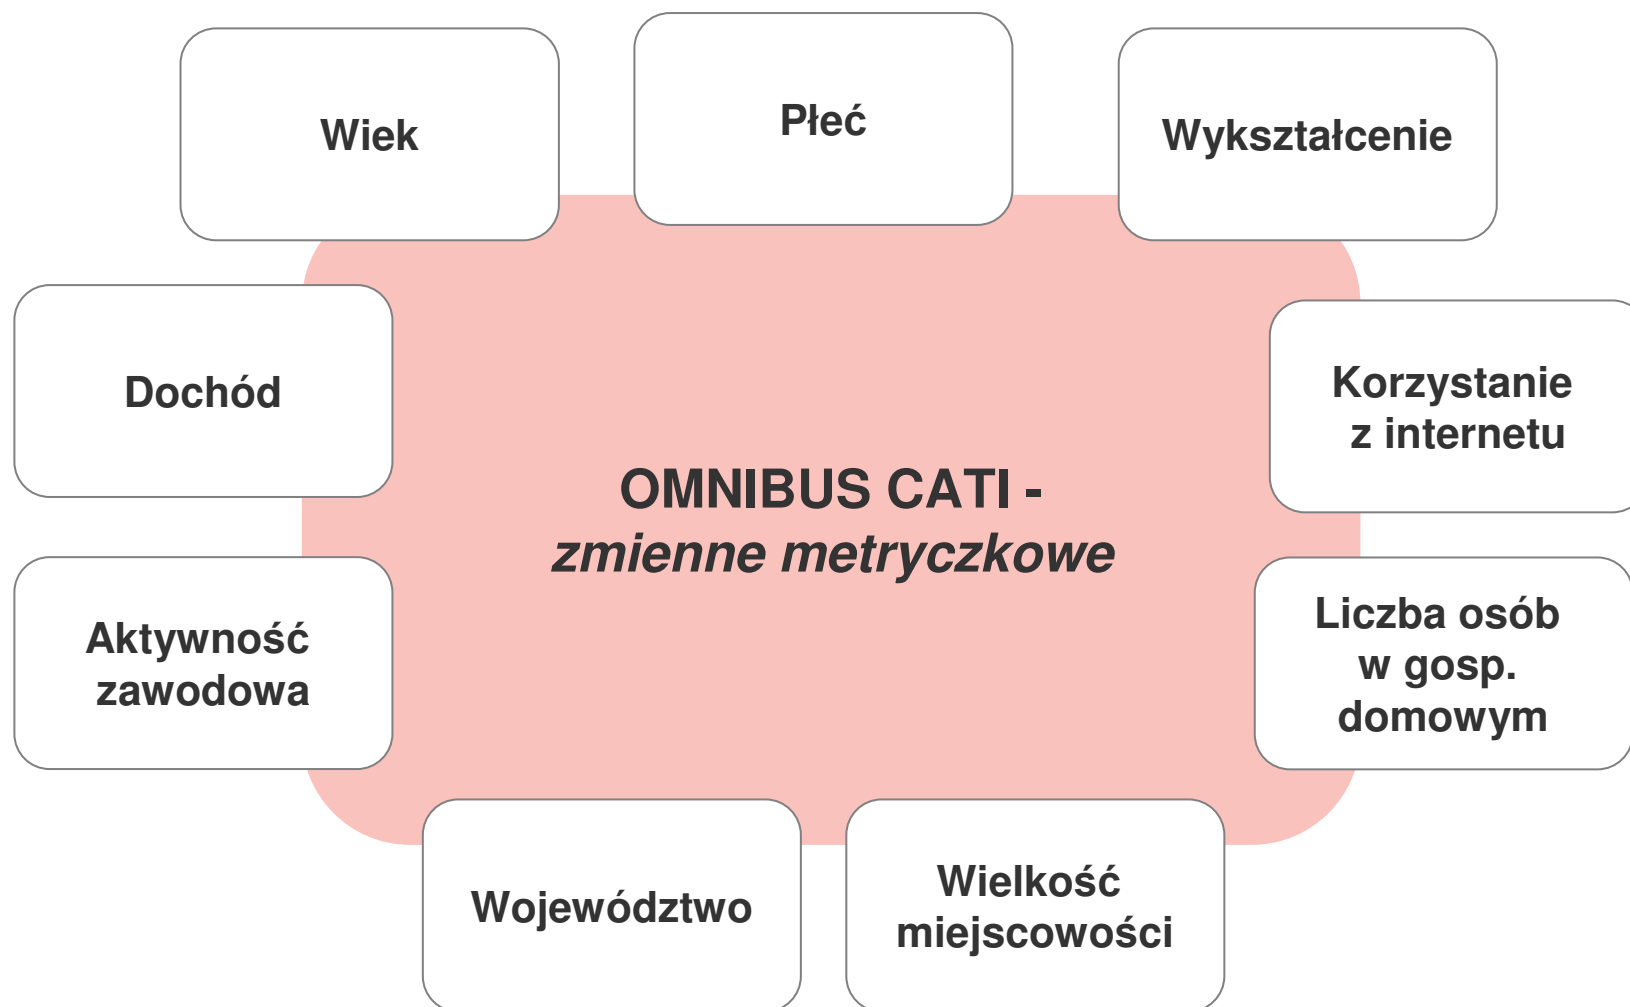 Wiek
Płeć
Wykształcenie
Dochód
Korzystanie
z internetu
OMNIBUS CATI -
zmienne metryczkowe
Aktywność
zawodowa
Liczba osób
w gosp.
domowym
Województwo
Wielkość
miejscowości